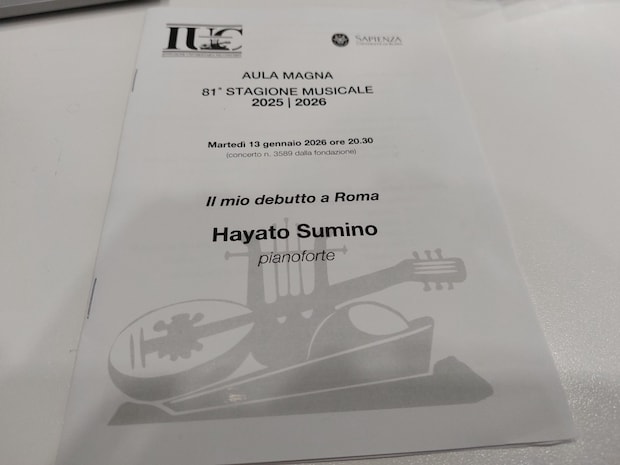 IUC
SAPIENZA
AULA MAGNA
81ª STAGIONE MUSICALE
2025 | 2026
Martedì 13 gennaio 2026 ore 20.30
(concerto n. 3589 dalla fondazione)
Il mio debutto a Roma
Hayato Sumino
pianoforte